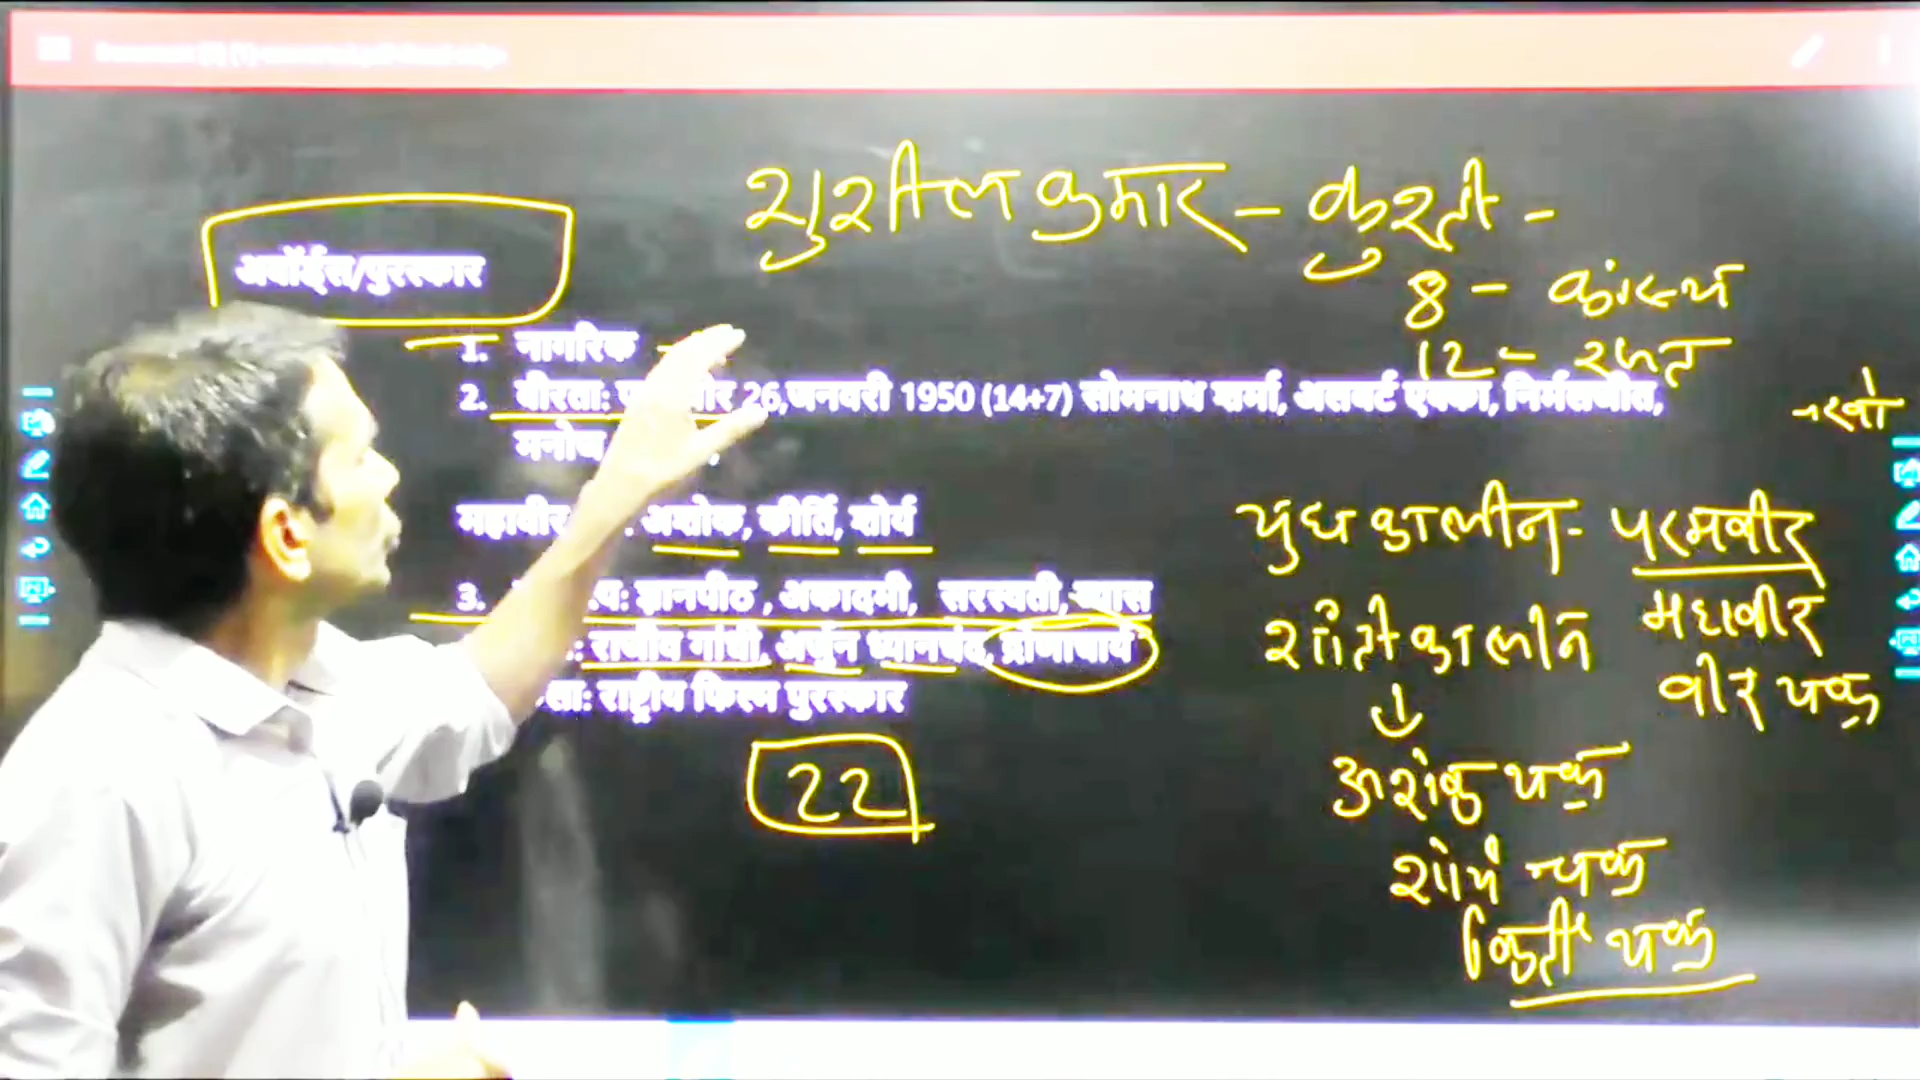 सुशील कुमार - कुश्ती -
अवॉर्ड्स/पुरस्कार
8 - कांस्य
12 - रजत
1. नागरिक
2. वीरता: 26,जनवरी 1950 (14+7) सोमनाथ शर्मा, अलबर्ट एक्का, निर्मलजीत,
मनोज,
महावीर अशोक, कीर्ति, शोर्य
युध कालीन - परमवीर
महावीर
वीर चक्र
3. ज्ञानपीठ , अकादमी, सरस्वती, व्यास
राजीव गांधी, अर्जुन ध्यानचंद, द्रोणाचार्य
राष्ट्रीय फिल्म पुरस्कार
शांती कालीन
22
अशोक चक्र
शोर्य चक्र
किर्ती चक्र